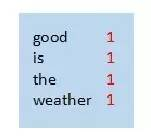 good 1
is 1
the 1
weather 1